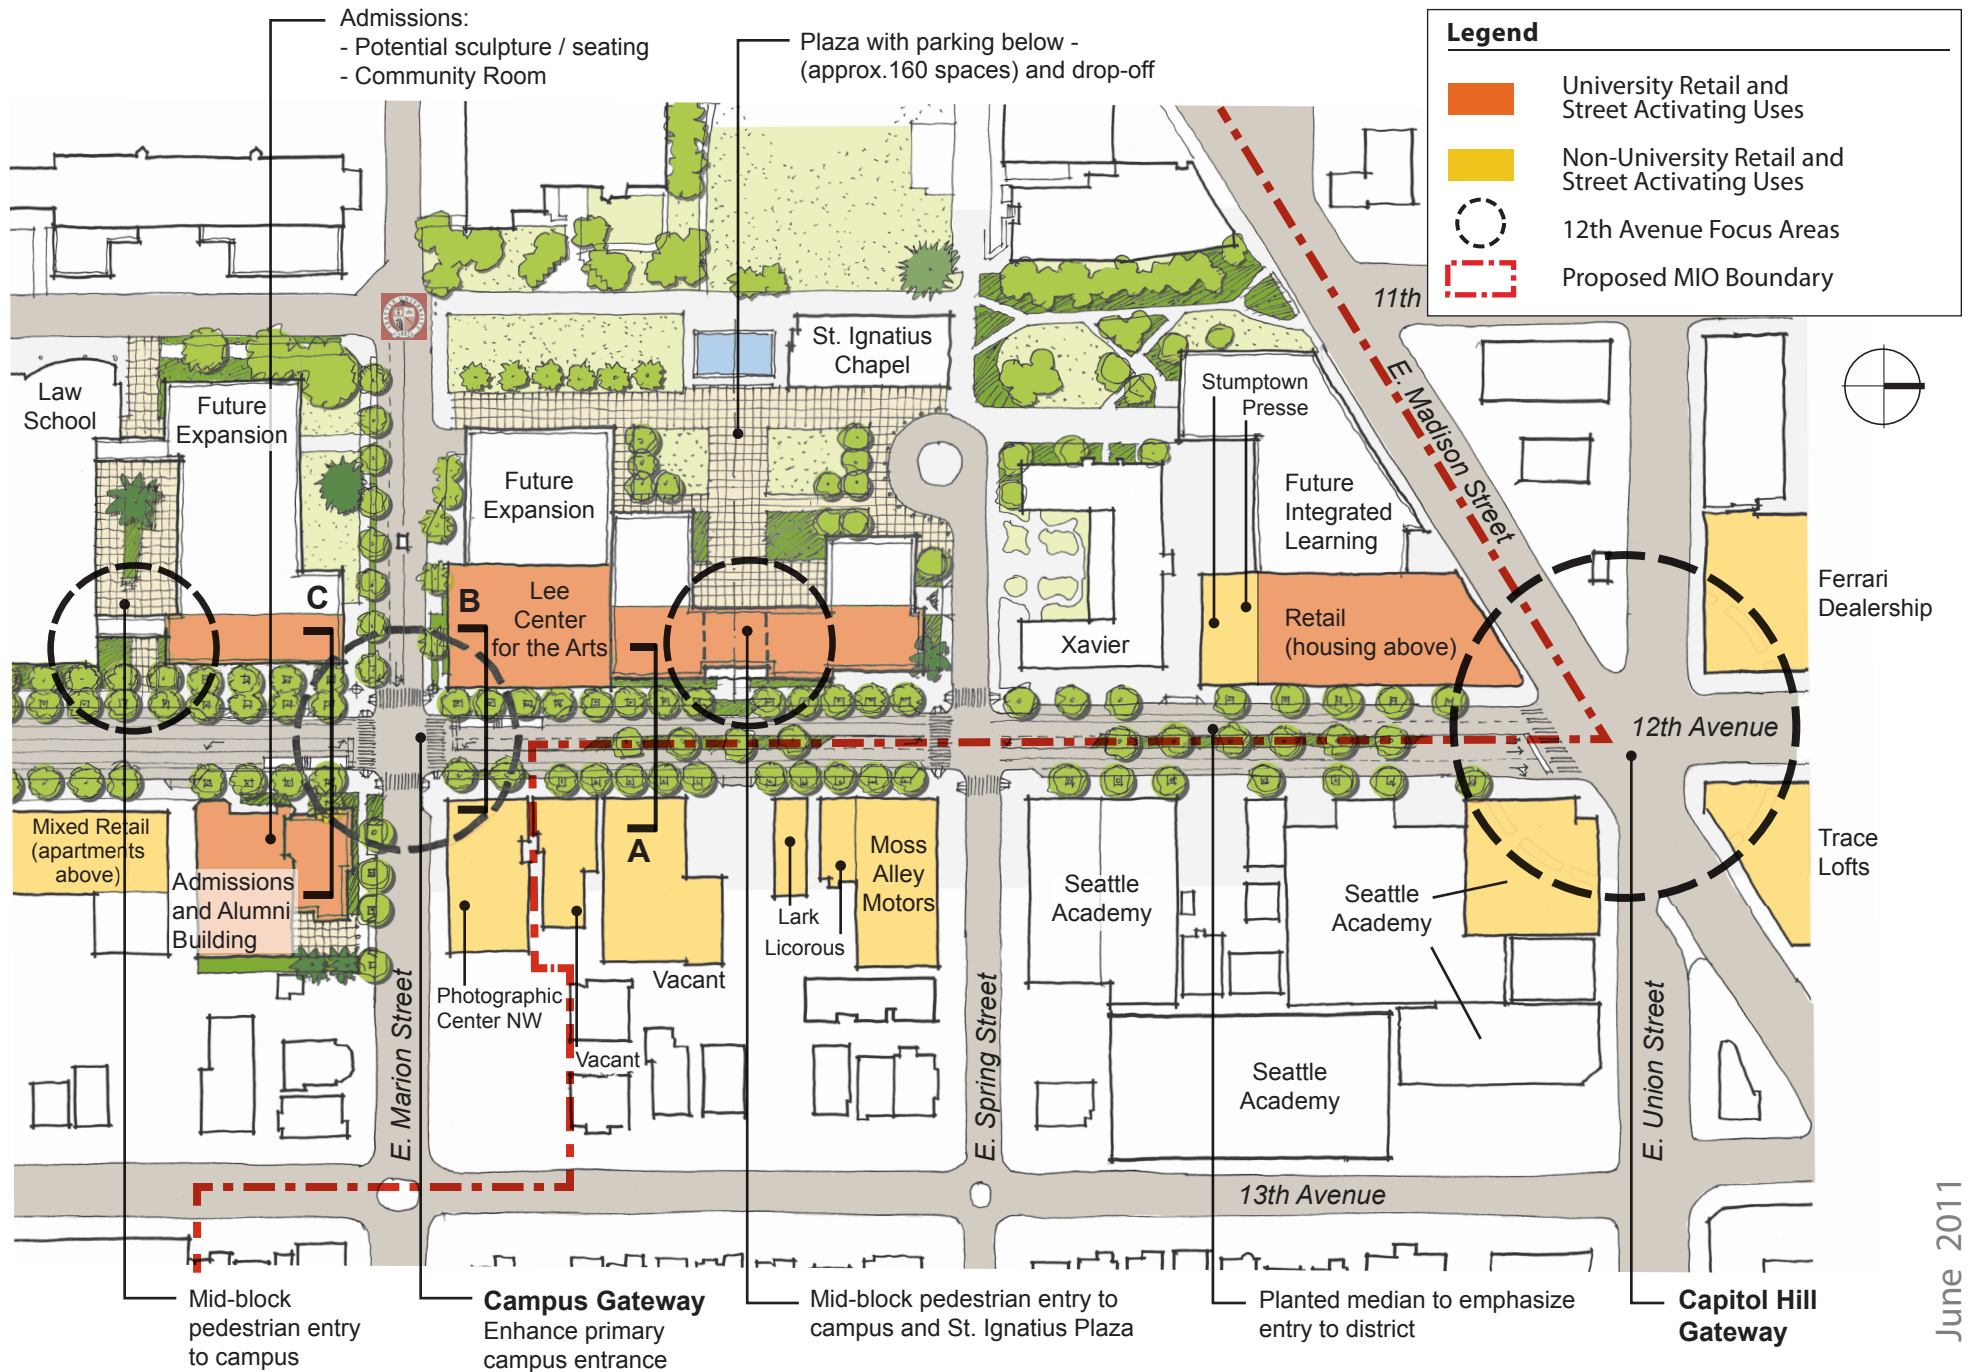 Admissions:
- Potential sculpture / seating
- Community Room
Plaza with parking below -
(approx.160 spaces) and drop-off
Legend
University Retail and
Street Activating Uses
Non-University Retail and
Street Activating Uses
12th Avenue Focus Areas
Proposed MIO Boundary
11th
St. Ignatius
Chapel
Law
School
Future
Expansion
Stumptown
Presse
E. Madison Street
Future
Expansion
Future
Integrated
Learning
C
B
Lee
Center
for the Arts
A
Xavier
Retail
(housing above)
Ferrari
Dealership
12th Avenue
Mixed Retail
(apartments
above)
Admissions
and Alumni
Building
Moss
Alley
Motors
Lark
Licorous
Seattle
Academy
Seattle
Academy
Trace
Lofts
Photographic
Center NW
Vacant
Vacant
E. Marion Street
E. Spring Street
Seattle
Academy
E. Union Street
13th Avenue
Mid-block
pedestrian entry
to campus
Campus Gateway
Enhance primary
campus entrance
Mid-block pedestrian entry to
campus and St. Ignatius Plaza
Planted median to emphasize
entry to district
Capitol Hill
Gateway
June 2011